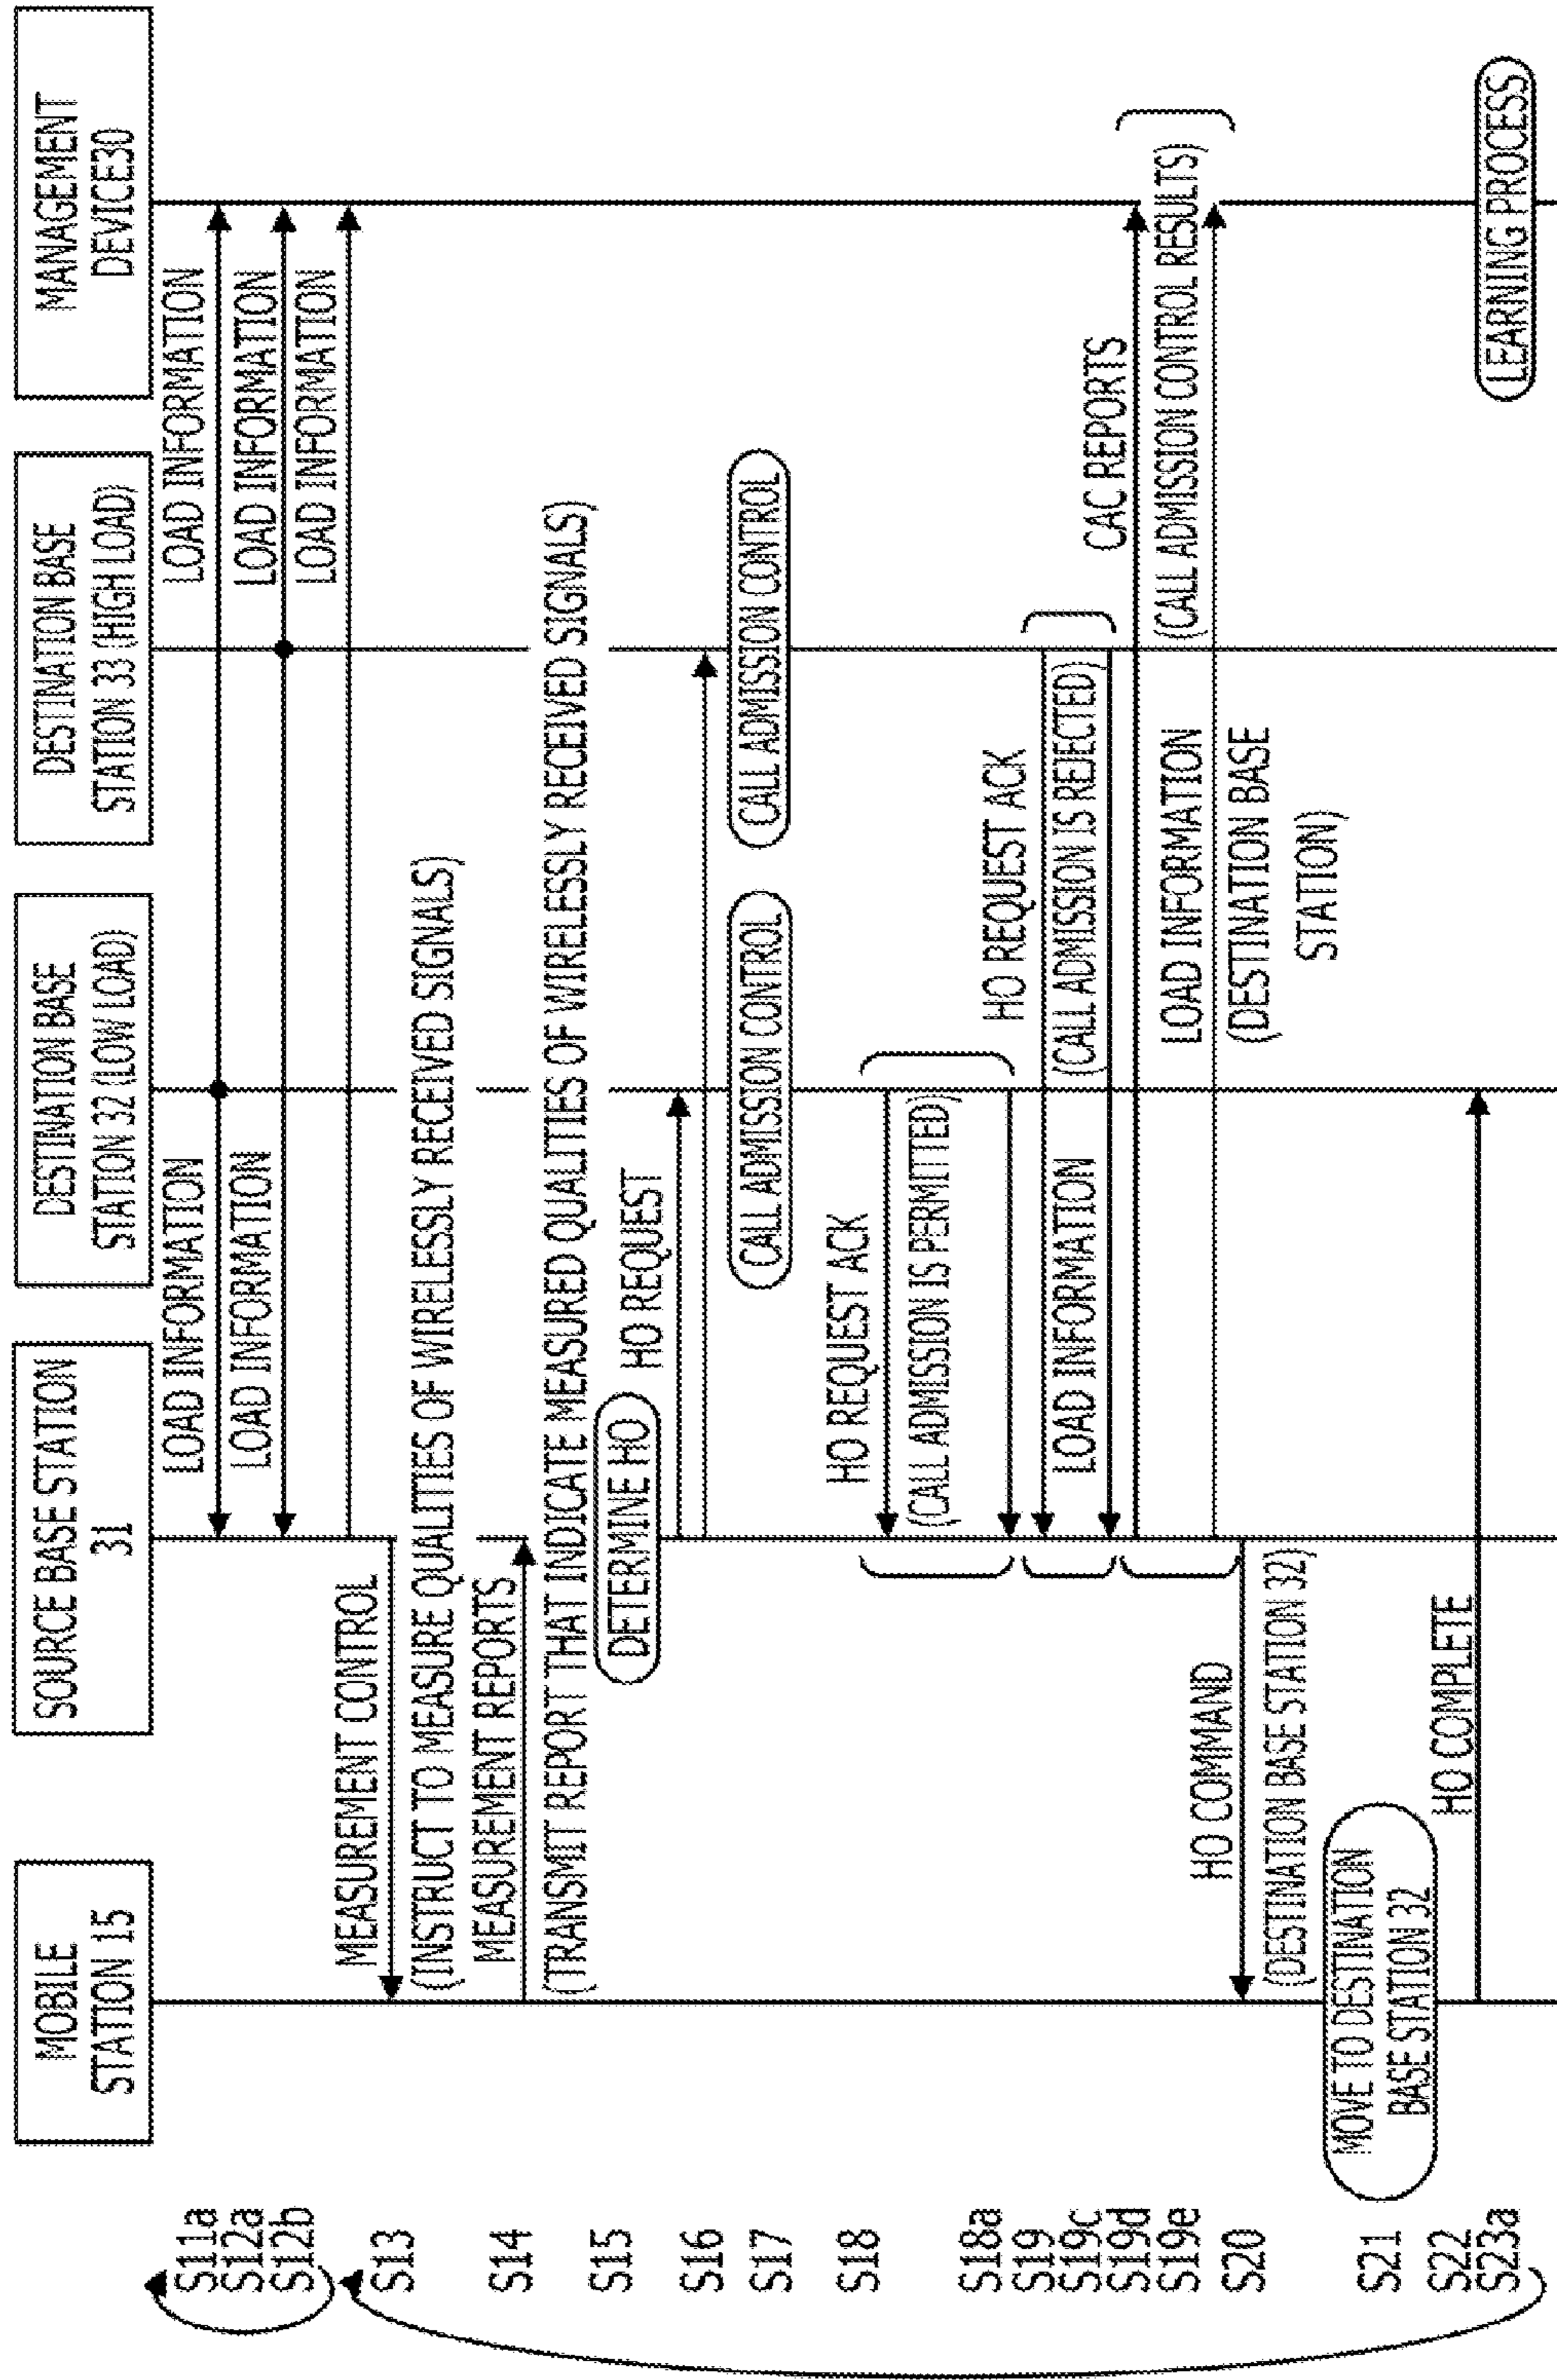 MOBILE
STATION 15
SOURCE BASE STATION
31
DESTINATION BASE
STATION 32 (LOW LOAD)
DESTINATION BASE
STATION 33 (HIGH LOAD)
MANAGEMENT
DEVICE30
S11a
LOAD INFORMATION
LOAD INFORMATION
S12a
LOAD INFORMATION
LOAD INFORMATION
S12b
LOAD INFORMATION
S13
MEASUREMENT CONTROL
(INSTRUCT TO MEASURE QUALITIES OF WIRELESSLY RECEIVED SIGNALS)
S14
MEASUREMENT REPORTS
(TRANSMIT REPORT THAT INDICATE MEASURED QUALITIES OF WIRELESSLY RECEIVED SIGNALS)
S15
DETERMINE HO
HO REQUEST
S16
S17
CALL ADMISSION CONTROL
CALL ADMISSION CONTROL
S18
HO REQUEST ACK
(CALL ADMISSION IS PERMITTED)
S18a
S19
HO REQUEST ACK
(CALL ADMISSION IS REJECTED)
S19c
LOAD INFORMATION
S19d
CAC REPORTS
(CALL ADMISSION CONTROL RESULTS)
S19e
LOAD INFORMATION
(DESTINATION BASE
STATION)
S20
HO COMMAND
(DESTINATION BASE STATION 32)
S21
MOVE TO DESTINATION
BASE STATION 32
S22
HO COMPLETE
S23a
LEARNING PROCESS